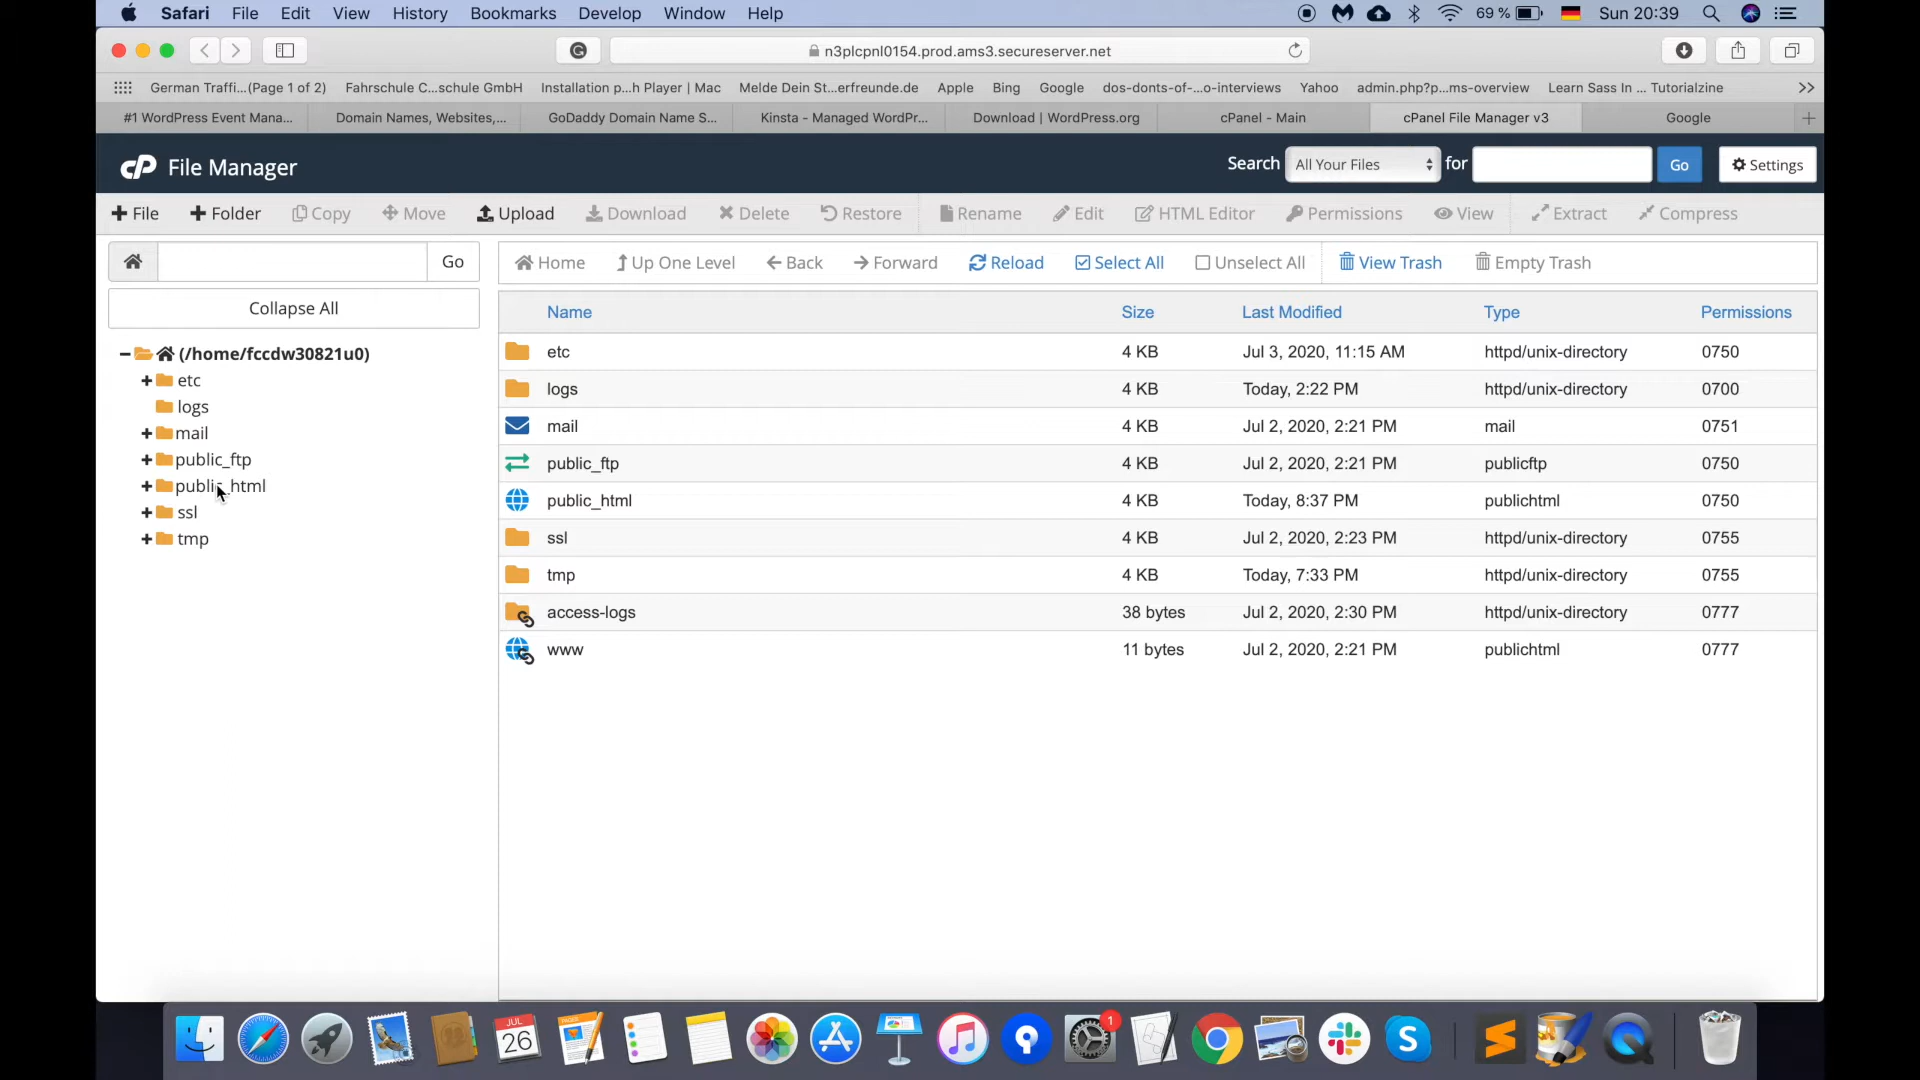 Safari File Edit View History Bookmarks Develop Window Help 69 % Sun 20:39
n3plcpnl0154.prod.ams3.secureserver.net
German Traffi...(Page 1 of 2) Fahrschule C...schule GmbH Installation p...h Player | Mac Melde Dein St...erfreunde.de Apple Bing Google dos-donts-of-...o-interviews Yahoo admin.php?p...ms-overview Learn Sass In ... Tutorialzine
#1 WordPress Event Mana... Domain Names, Websites,... GoDaddy Domain Name S... Kinsta - Managed WordPr... Download | WordPress.org cPanel - Main cPanel File Manager v3 Google
cP File Manager Search All Your Files for Go Settings
File Folder Copy Move Upload Download Delete Restore Rename Edit HTML Editor Permissions View Extract Compress
Go Home Up One Level Back Forward Reload Select All Unselect All View Trash Empty Trash
Collapse All
(/home/fccdw30821u0)
etc
logs
mail
public_ftp
public_html
ssl
tmp
Name Size Last Modified Type Permissions
etc 4 KB Jul 3, 2020, 11:15 AM httpd/unix-directory 0750
logs 4 KB Today, 2:22 PM httpd/unix-directory 0700
mail 4 KB Jul 2, 2020, 2:21 PM mail 0751
public_ftp 4 KB Jul 2, 2020, 2:21 PM publicftp 0750
public_html 4 KB Today, 8:37 PM publichtml 0750
ssl 4 KB Jul 2, 2020, 2:23 PM httpd/unix-directory 0755
tmp 4 KB Today, 7:33 PM httpd/unix-directory 0755
access-logs 38 bytes Jul 2, 2020, 2:30 PM httpd/unix-directory 0777
www 11 bytes Jul 2, 2020, 2:21 PM publichtml 0777
JUL
26
1